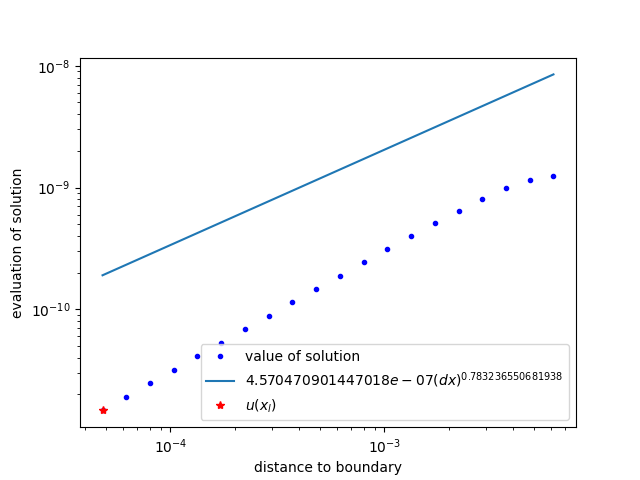 10⁻⁸
10⁻⁹
10⁻¹⁰
evaluation of solution
value of solution
4.570470901447018e − 07(dx)^0.783236550681938
u(x_l)
10⁻⁴
10⁻³
distance to boundary